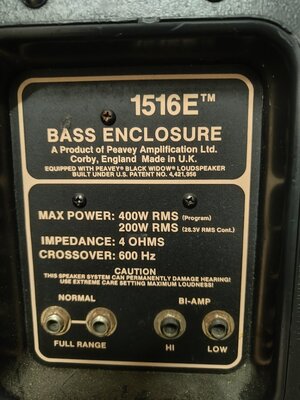 1516E™
BASS ENCLOSURE
A Product of Peavey Amplification Ltd.
Corby, England Made in U.K.
EQUIPPED WITH PEAVEY® BLACK WIDOW® LOUDSPEAKER
BUILT UNDER U.S. PATENT NO. 4,421,956
MAX POWER: 400W RMS (Program)
200W RMS (28.3V RMS Cont.)
IMPEDANCE: 4 OHMS
CROSSOVER: 600 Hz
CAUTION
THIS SPEAKER SYSTEM CAN PERMANENTLY DAMAGE HEARING!
USE EXTREME CARE SETTING MAXIMUM LOUDNESS!
NORMAL BI-AMP
FULL RANGE HI LOW